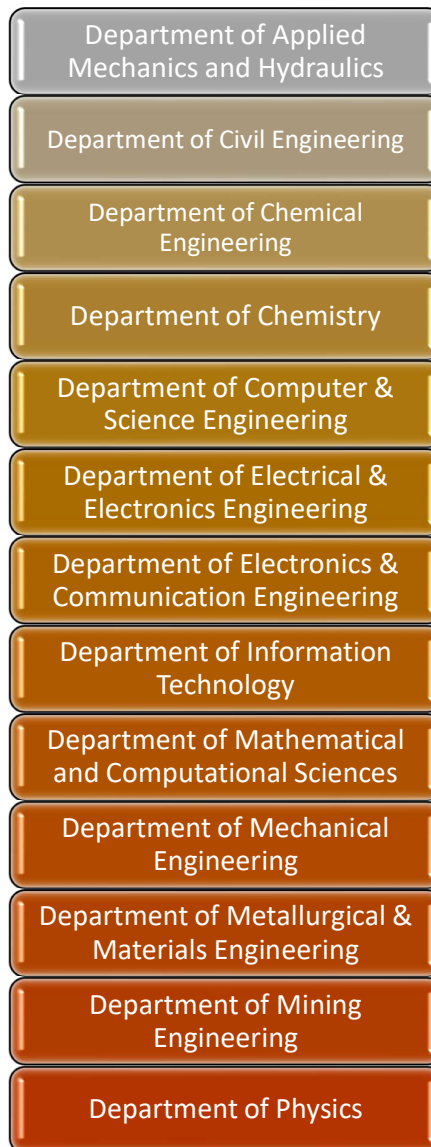 Department of Applied
Mechanics and Hydraulics
Department of Civil Engineering
Department of Chemical
Engineering
Department of Chemistry
Department of Computer &
Science Engineering
Department of Electrical &
Electronics Engineering
Department of Electronics &
Communication Engineering
Department of Information
Technology
Department of Mathematical
and Computational Sciences
Department of Mechanical
Engineering
Department of Metallurgical &
Materials Engineering
Department of Mining
Engineering
Department of Physics